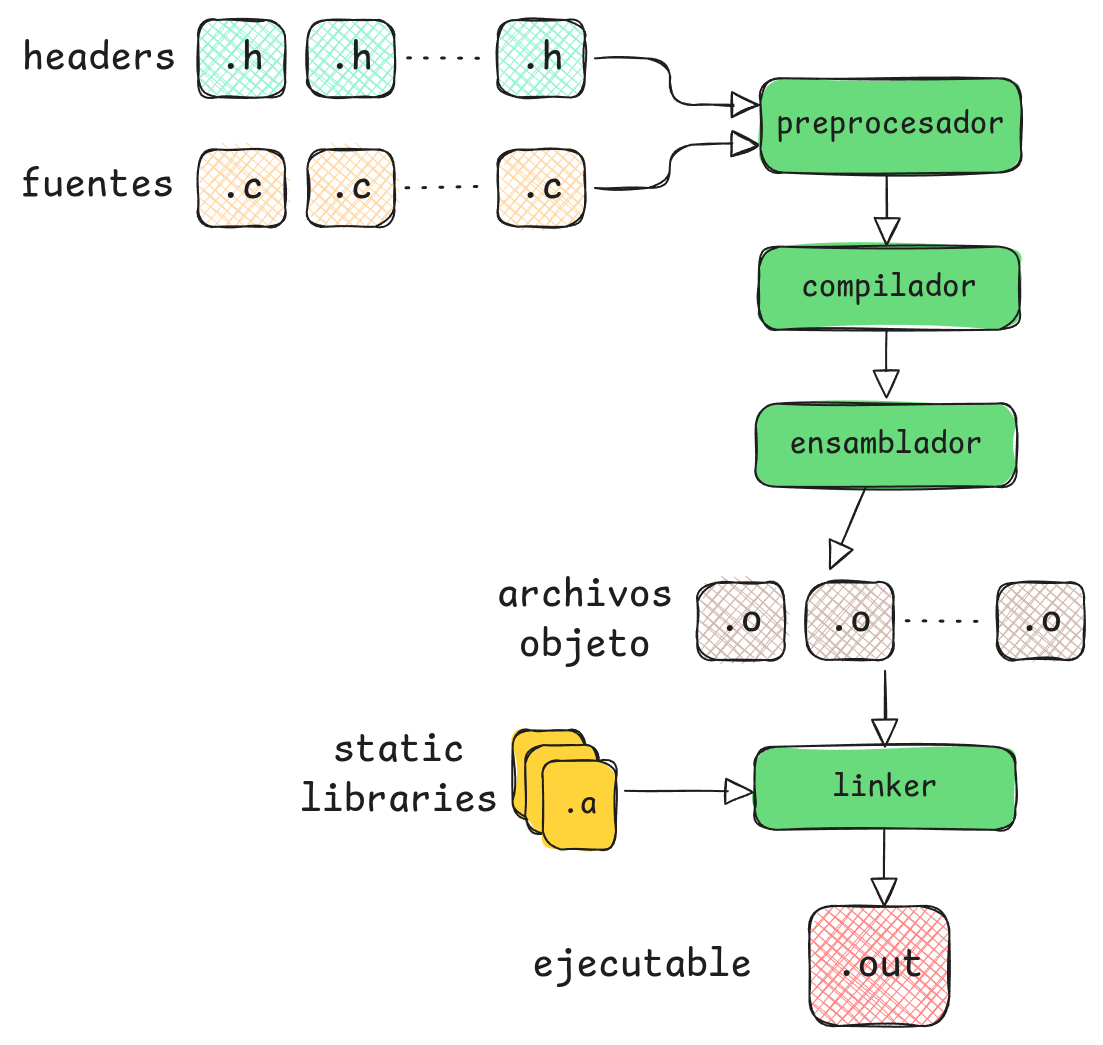 headers
.h
.h
.h
fuentes
.c
.c
.c
preprocesador
compilador
ensamblador
archivos
objeto
.o
.o
.o
static
libraries
.a
linker
ejecutable
.out